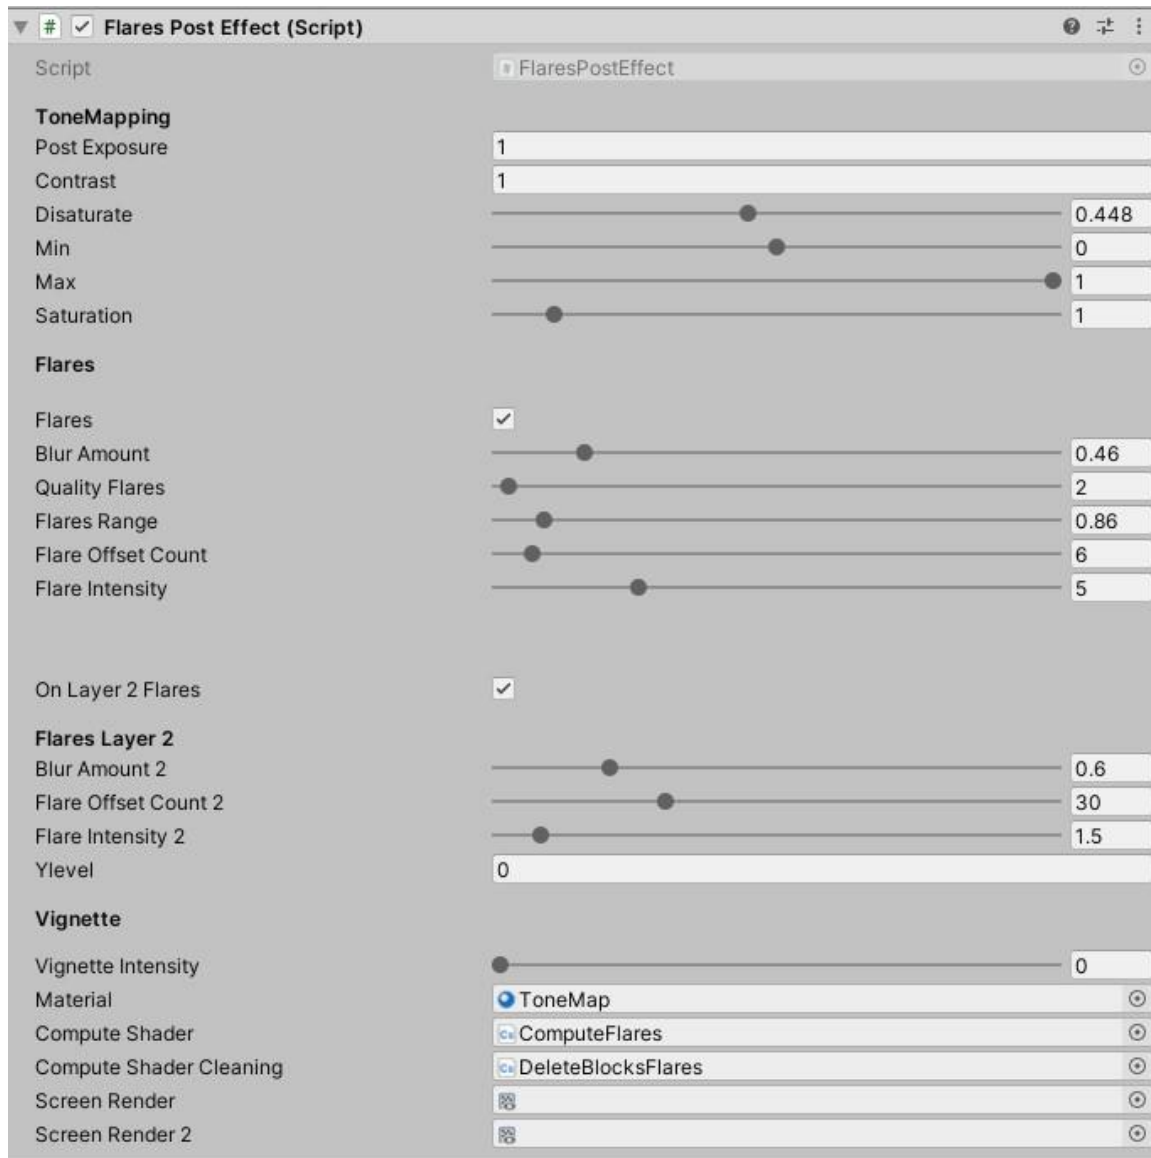 Flares Post Effect (Script)
Script FlaresPostEffect
ToneMapping
Post Exposure 1
Contrast 1
Disaturate 0.448
Min 0
Max 1
Saturation 1
Flares
Flares
Blur Amount 0.46
Quality Flares 2
Flares Range 0.86
Flare Offset Count 6
Flare Intensity 5
On Layer 2 Flares
Flares Layer 2
Blur Amount 2 0.6
Flare Offset Count 2 30
Flare Intensity 2 1.5
Ylevel 0
Vignette
Vignette Intensity 0
Material ToneMap
Compute Shader ComputeFlares
Compute Shader Cleaning DeleteBlocksFlares
Screen Render
Screen Render 2